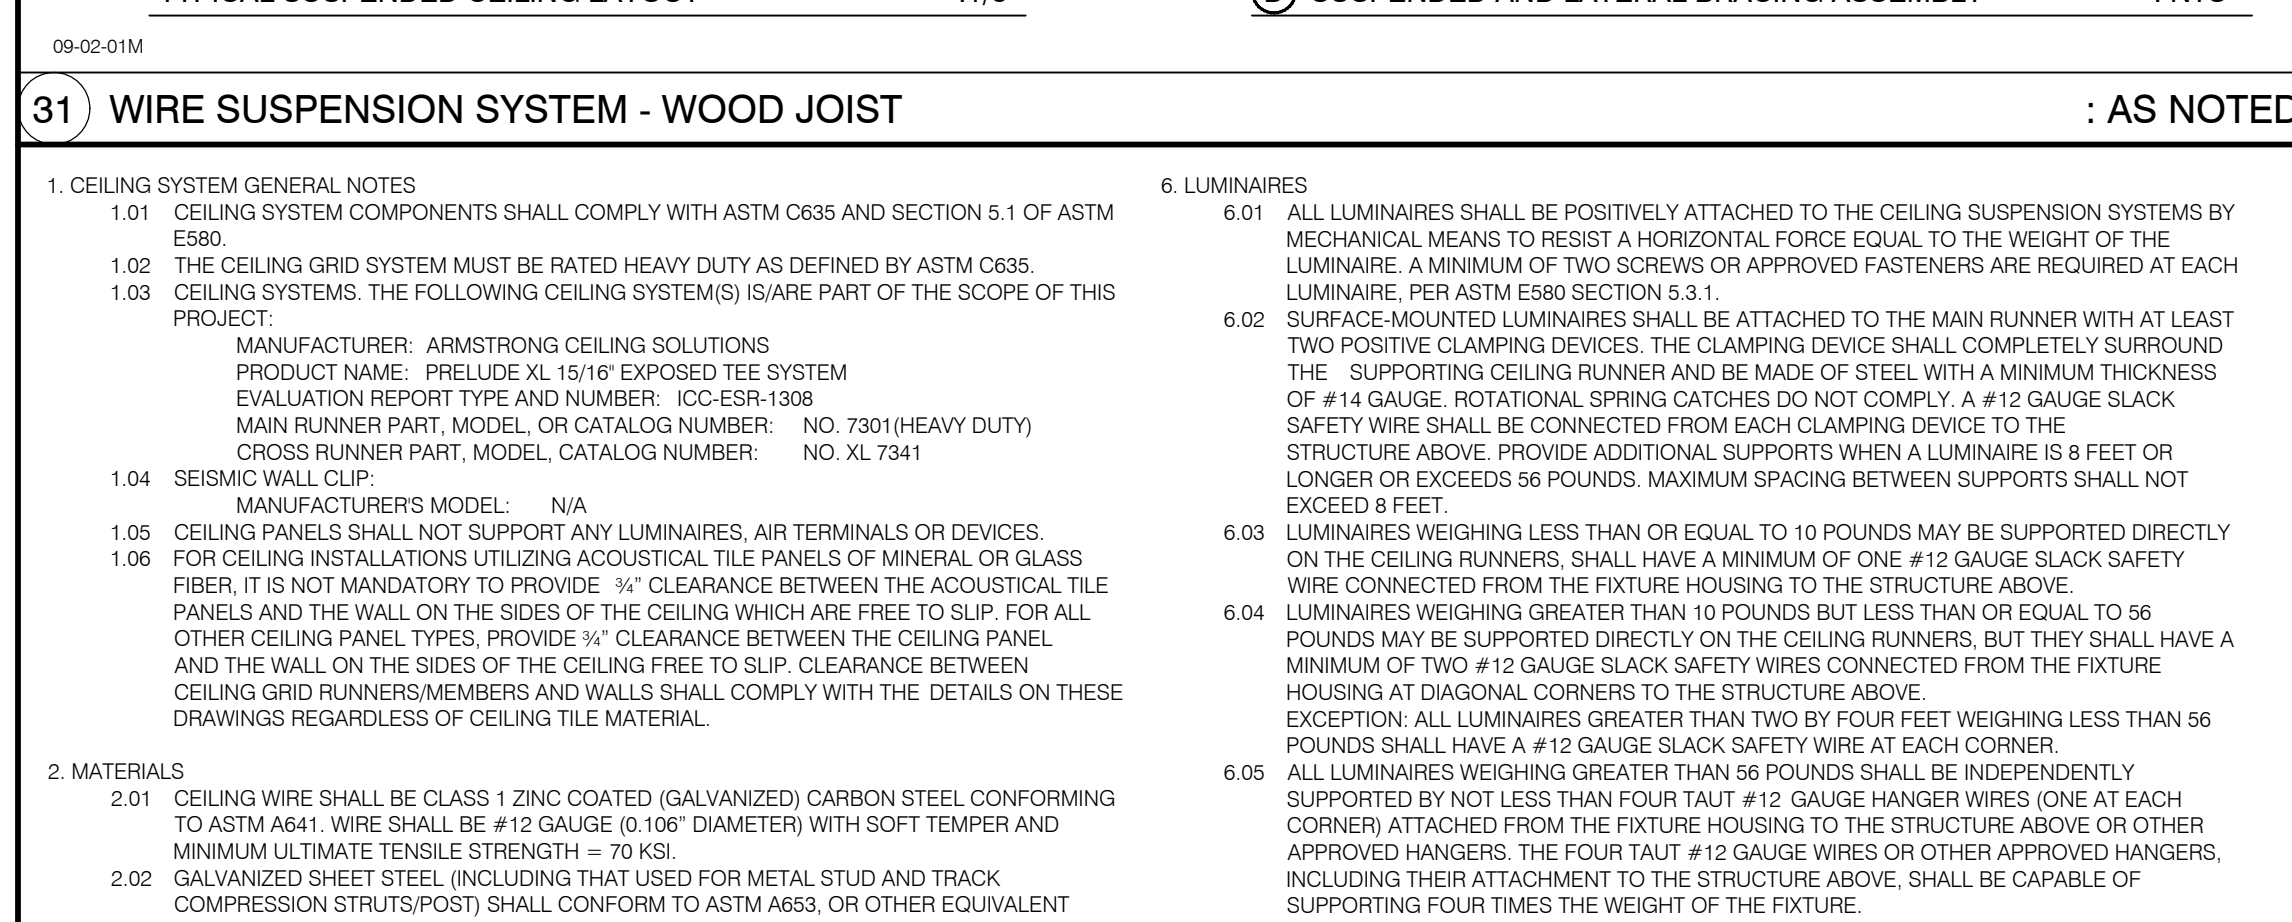 TYPICAL SUSPENDED CEILING LAYOUT
D SUSPENDED AND LATERAL BRACING ASSEMBLY : NTS
09-02-01M
31 WIRE SUSPENSION SYSTEM - WOOD JOIST : AS NOTED
1. CEILING SYSTEM GENERAL NOTES
1.01 CEILING SYSTEM COMPONENTS SHALL COMPLY WITH ASTM C635 AND SECTION 5.1 OF ASTM
E580.
1.02 THE CEILING GRID SYSTEM MUST BE RATED HEAVY DUTY AS DEFINED BY ASTM C635.
1.03 CEILING SYSTEMS. THE FOLLOWING CEILING SYSTEM(S) IS/ARE PART OF THE SCOPE OF THIS
PROJECT:
MANUFACTURER: ARMSTRONG CEILING SOLUTIONS
PRODUCT NAME: PRELUDE XL 15/16" EXPOSED TEE SYSTEM
EVALUATION REPORT TYPE AND NUMBER: ICC-ESR-1308
MAIN RUNNER PART, MODEL, OR CATALOG NUMBER: NO. 7301(HEAVY DUTY)
CROSS RUNNER PART, MODEL, CATALOG NUMBER: NO. XL 7341
1.04 SEISMIC WALL CLIP:
MANUFACTURER'S MODEL: N/A
1.05 CEILING PANELS SHALL NOT SUPPORT ANY LUMINAIRES, AIR TERMINALS OR DEVICES.
1.06 FOR CEILING INSTALLATIONS UTILIZING ACOUSTICAL TILE PANELS OF MINERAL OR GLASS
FIBER, IT IS NOT MANDATORY TO PROVIDE ¾” CLEARANCE BETWEEN THE ACOUSTICAL TILE
PANELS AND THE WALL ON THE SIDES OF THE CEILING WHICH ARE FREE TO SLIP. FOR ALL
OTHER CEILING PANEL TYPES, PROVIDE ¾” CLEARANCE BETWEEN THE CEILING PANEL
AND THE WALL ON THE SIDES OF THE CEILING FREE TO SLIP. CLEARANCE BETWEEN
CEILING GRID RUNNERS/MEMBERS AND WALLS SHALL COMPLY WITH THE DETAILS ON THESE
DRAWINGS REGARDLESS OF CEILING TILE MATERIAL.
2. MATERIALS
2.01 CEILING WIRE SHALL BE CLASS 1 ZINC COATED (GALVANIZED) CARBON STEEL CONFORMING
TO ASTM A641. WIRE SHALL BE #12 GAUGE (0.106” DIAMETER) WITH SOFT TEMPER AND
MINIMUM ULTIMATE TENSILE STRENGTH = 70 KSI.
2.02 GALVANIZED SHEET STEEL (INCLUDING THAT USED FOR METAL STUD AND TRACK
COMPRESSION STRUTS/POST) SHALL CONFORM TO ASTM A653, OR OTHER EQUIVALENT
6. LUMINAIRES
6.01 ALL LUMINAIRES SHALL BE POSITIVELY ATTACHED TO THE CEILING SUSPENSION SYSTEMS BY
MECHANICAL MEANS TO RESIST A HORIZONTAL FORCE EQUAL TO THE WEIGHT OF THE
LUMINAIRE. A MINIMUM OF TWO SCREWS OR APPROVED FASTENERS ARE REQUIRED AT EACH
LUMINAIRE, PER ASTM E580 SECTION 5.3.1.
6.02 SURFACE-MOUNTED LUMINAIRES SHALL BE ATTACHED TO THE MAIN RUNNER WITH AT LEAST
TWO POSITIVE CLAMPING DEVICES. THE CLAMPING DEVICE SHALL COMPLETELY SURROUND
THE SUPPORTING CEILING RUNNER AND BE MADE OF STEEL WITH A MINIMUM THICKNESS
OF #14 GAUGE. ROTATIONAL SPRING CATCHES DO NOT COMPLY. A #12 GAUGE SLACK
SAFETY WIRE SHALL BE CONNECTED FROM EACH CLAMPING DEVICE TO THE
STRUCTURE ABOVE. PROVIDE ADDITIONAL SUPPORTS WHEN A LUMINAIRE IS 8 FEET OR
LONGER OR EXCEEDS 56 POUNDS. MAXIMUM SPACING BETWEEN SUPPORTS SHALL NOT
EXCEED 8 FEET.
6.03 LUMINAIRES WEIGHING LESS THAN OR EQUAL TO 10 POUNDS MAY BE SUPPORTED DIRECTLY
ON THE CEILING RUNNERS, SHALL HAVE A MINIMUM OF ONE #12 GAUGE SLACK SAFETY
WIRE CONNECTED FROM THE FIXTURE HOUSING TO THE STRUCTURE ABOVE.
6.04 LUMINAIRES WEIGHING GREATER THAN 10 POUNDS BUT LESS THAN OR EQUAL TO 56
POUNDS MAY BE SUPPORTED DIRECTLY ON THE CEILING RUNNERS, BUT THEY SHALL HAVE A
MINIMUM OF TWO #12 GAUGE SLACK SAFETY WIRES CONNECTED FROM THE FIXTURE
HOUSING AT DIAGONAL CORNERS TO THE STRUCTURE ABOVE.
EXCEPTION: ALL LUMINAIRES GREATER THAN TWO BY FOUR FEET WEIGHING LESS THAN 56
POUNDS SHALL HAVE A #12 GAUGE SLACK SAFETY WIRE AT EACH CORNER.
6.05 ALL LUMINAIRES WEIGHING GREATER THAN 56 POUNDS SHALL BE INDEPENDENTLY
SUPPORTED BY NOT LESS THAN FOUR TAUT #12 GAUGE HANGER WIRES (ONE AT EACH
CORNER) ATTACHED FROM THE FIXTURE HOUSING TO THE STRUCTURE ABOVE OR OTHER
APPROVED HANGERS. THE FOUR TAUT #12 GAUGE WIRES OR OTHER APPROVED HANGERS,
INCLUDING THEIR ATTACHMENT TO THE STRUCTURE ABOVE, SHALL BE CAPABLE OF
SUPPORTING FOUR TIMES THE WEIGHT OF THE FIXTURE.